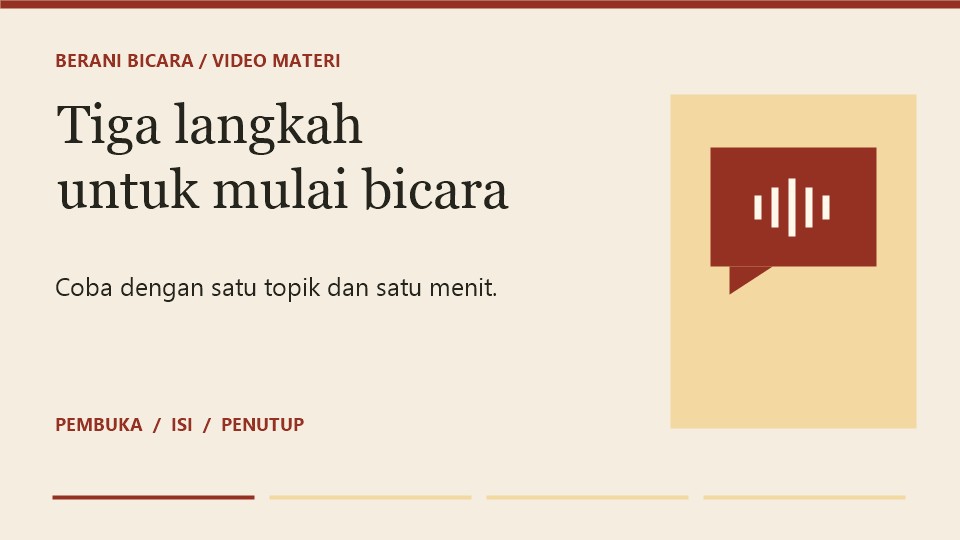 BERANI BICARA / VIDEO MATERI
Tiga langkah
untuk mulai bicara
Coba dengan satu topik dan satu menit.
PEMBUKA / ISI / PENUTUP